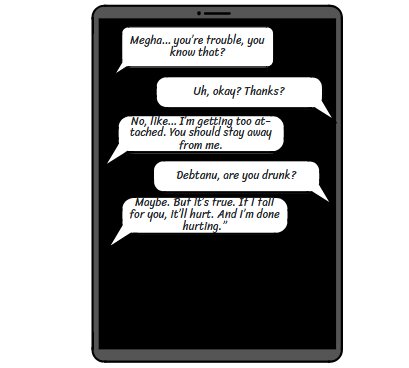 Megha... you're trouble, you
know that?
Uh, okay? Thanks?
No, like... I'm getting too at-
tached. You should stay away
from me.
Debtanu, are you drunk?
Maybe. But it's true. If I fall
for you, it'll hurt. And I'm done
hurting."